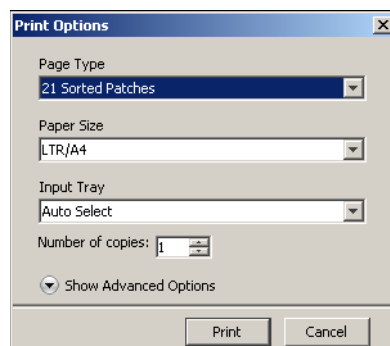 Print Options
Page Type
21 Sorted Patches
Paper Size
LTR/A4
Input Tray
Auto Select
Number of copies: 1
Show Advanced Options
Print Cancel